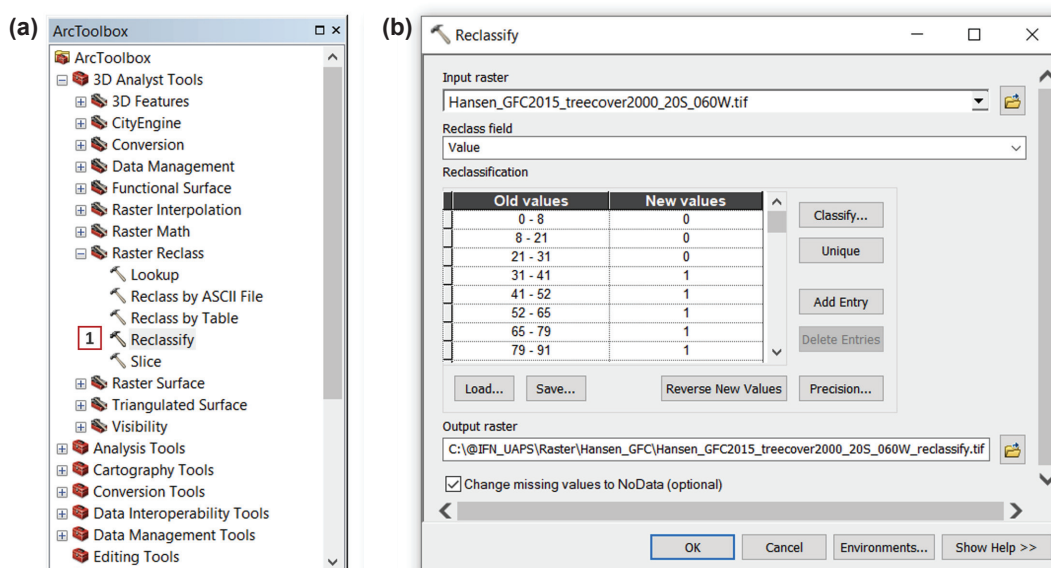 (a)
ArcToolbox
ArcToolbox
3D Analyst Tools
3D Features
CityEngine
Conversion
Data Management
Functional Surface
Raster Interpolation
Raster Math
Raster Reclass
Lookup
Reclass by ASCII File
Reclass by Table
1 Reclassify
Slice
Raster Surface
Triangulated Surface
Visibility
Analysis Tools
Cartography Tools
Conversion Tools
Data Interoperability Tools
Data Management Tools
Editing Tools
(b)
Reclassify
Input raster
Hansen_GFC2015_treecover2000_20S_060W.tif
Reclass field
Value
Reclassification
Old values New values
0 - 8 0
8 - 21 0
21 - 31 0
31 - 41 1
41 - 52 1
52 - 65 1
65 - 79 1
79 - 91 1
Classify...
Unique
Add Entry
Delete Entries
Load... Save... Reverse New Values Precision...
Output raster
C:\@IFN_UAPS\Raster\Hansen_GFC\Hansen_GFC2015_treecover2000_20S_060W_reclassify.tif
Change missing values to NoData (optional)
OK Cancel Environments... Show Help >>